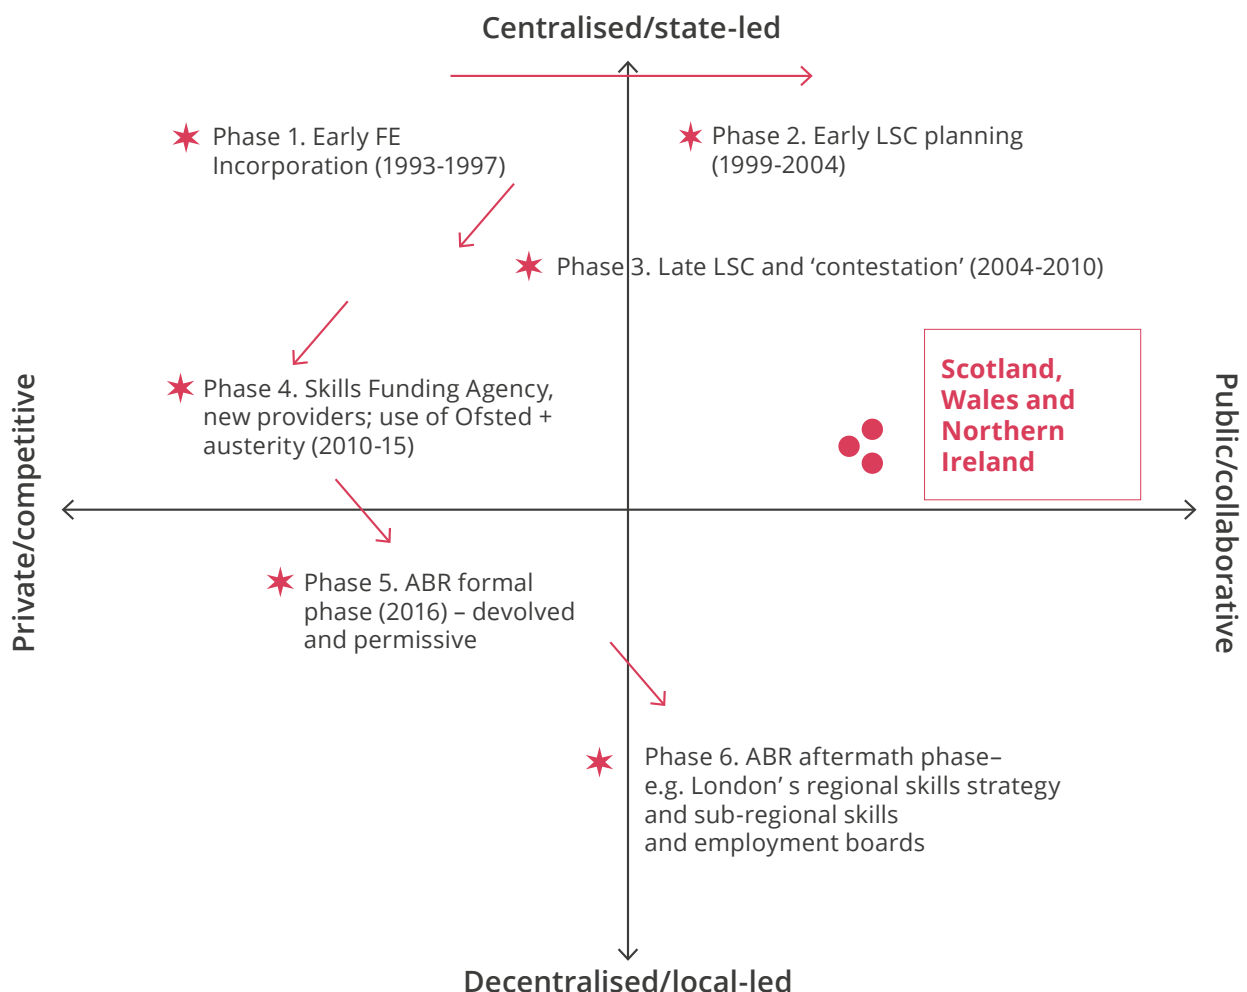 Centralised/state-led
Phase 1. Early FE
Incorporation (1993-1997)
Phase 2. Early LSC planning
(1999-2004)
Phase 3. Late LSC and ‘contestation’ (2004-2010)
Scotland,
Wales and
Northern
Ireland
Phase 4. Skills Funding Agency,
new providers; use of Ofsted +
austerity (2010-15)
Private/competitive
Public/collaborative
Phase 5. ABR formal
phase (2016) – devolved
and permissive
Phase 6. ABR aftermath phase–
e.g. London’ s regional skills strategy
and sub-regional skills
and employment boards
Decentralised/local-led